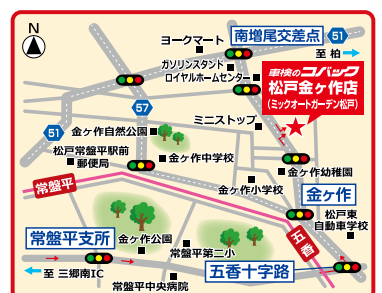 N
ヨークマート
南増尾交差点
51
至 柏
ガソリンスタンド
ロイヤルホームセンター
車検のコバック
松戸金ヶ作店
(ミックオートガーデン松戸)
57
ミニストップ
51
金ヶ作自然公園
松戸常盤平駅前
郵便局
金ヶ作中学校
金ヶ作幼稚園
金ヶ作小学校
金ヶ作
常盤平
松戸東
自動車学校
常盤平支所
金ヶ作公園
常盤平第二小
五香
五香十字路
至 三郷南IC
常盤平中央病院